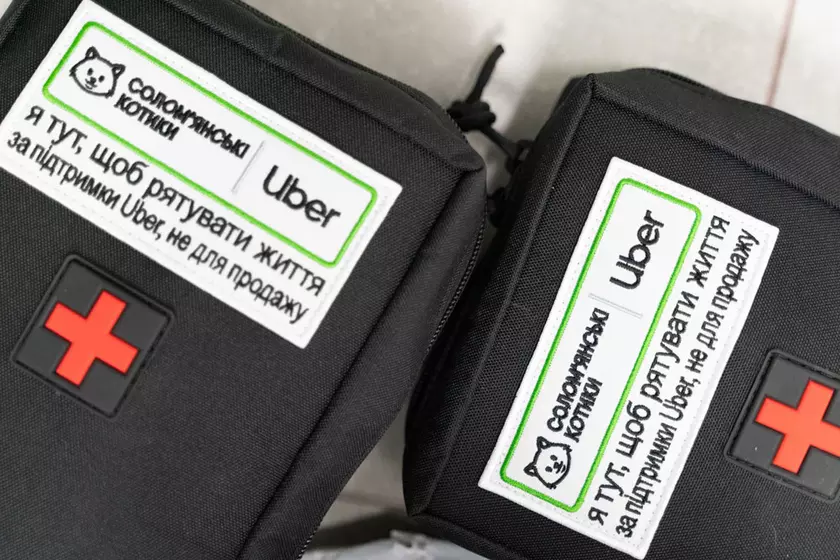 СОЛОМ'ЯНСЬКІ
КОТИКИ
Uber
Я ТУТ, щоб рятувати життя
за підтримки Uber, не для продажу
СОЛОМ'ЯНСЬКІ
КОТИКИ
Uber
Я ТУТ, щоб рятувати життя
за підтримки Uber, не для продажу